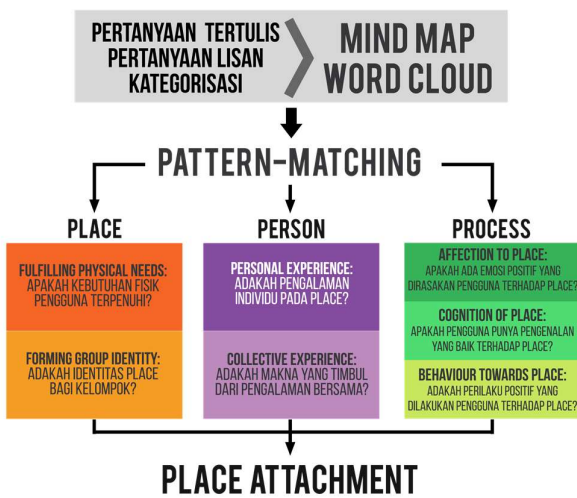 PERTANYAAN TERTULIS
PERTANYAAN LISAN
KATEGORISASI
MIND MAP
WORD CLOUD
PATTERN-MATCHING
PLACE
FULFILLING PHYSICAL NEEDS:
APAKAH KEBUTUHAN FISIK
PENGGUNA TERPENUHI?
FORMING GROUP IDENTITY:
ADAKAH IDENTITAS PLACE
BAGI KELOMPOK?
PERSON
PERSONAL EXPERIENCE:
ADAKAH PENGALAMAN
INDIVIDU PADA PLACE?
COLLECTIVE EXPERIENCE:
ADAKAH MAKNA YANG TIMBUL
DARI PENGALAMAN BERSAMA?
PROCESS
AFFECTION TO PLACE:
APAKAH ADA EMOSI POSITIF YANG
DIRASAKAN PENGGUNA TERHADAP PLACE?
COGNITION OF PLACE:
APAKAH PENGGUNA PUNYA PENGENALAN
YANG BAIK TERHADAP PLACE?
BEHAVIOUR TOWARDS PLACE:
ADAKAH PERILAKU POSITIF YANG
DILAKUKAN PENGGUNA TERHADAP PLACE?
PLACE ATTACHMENT